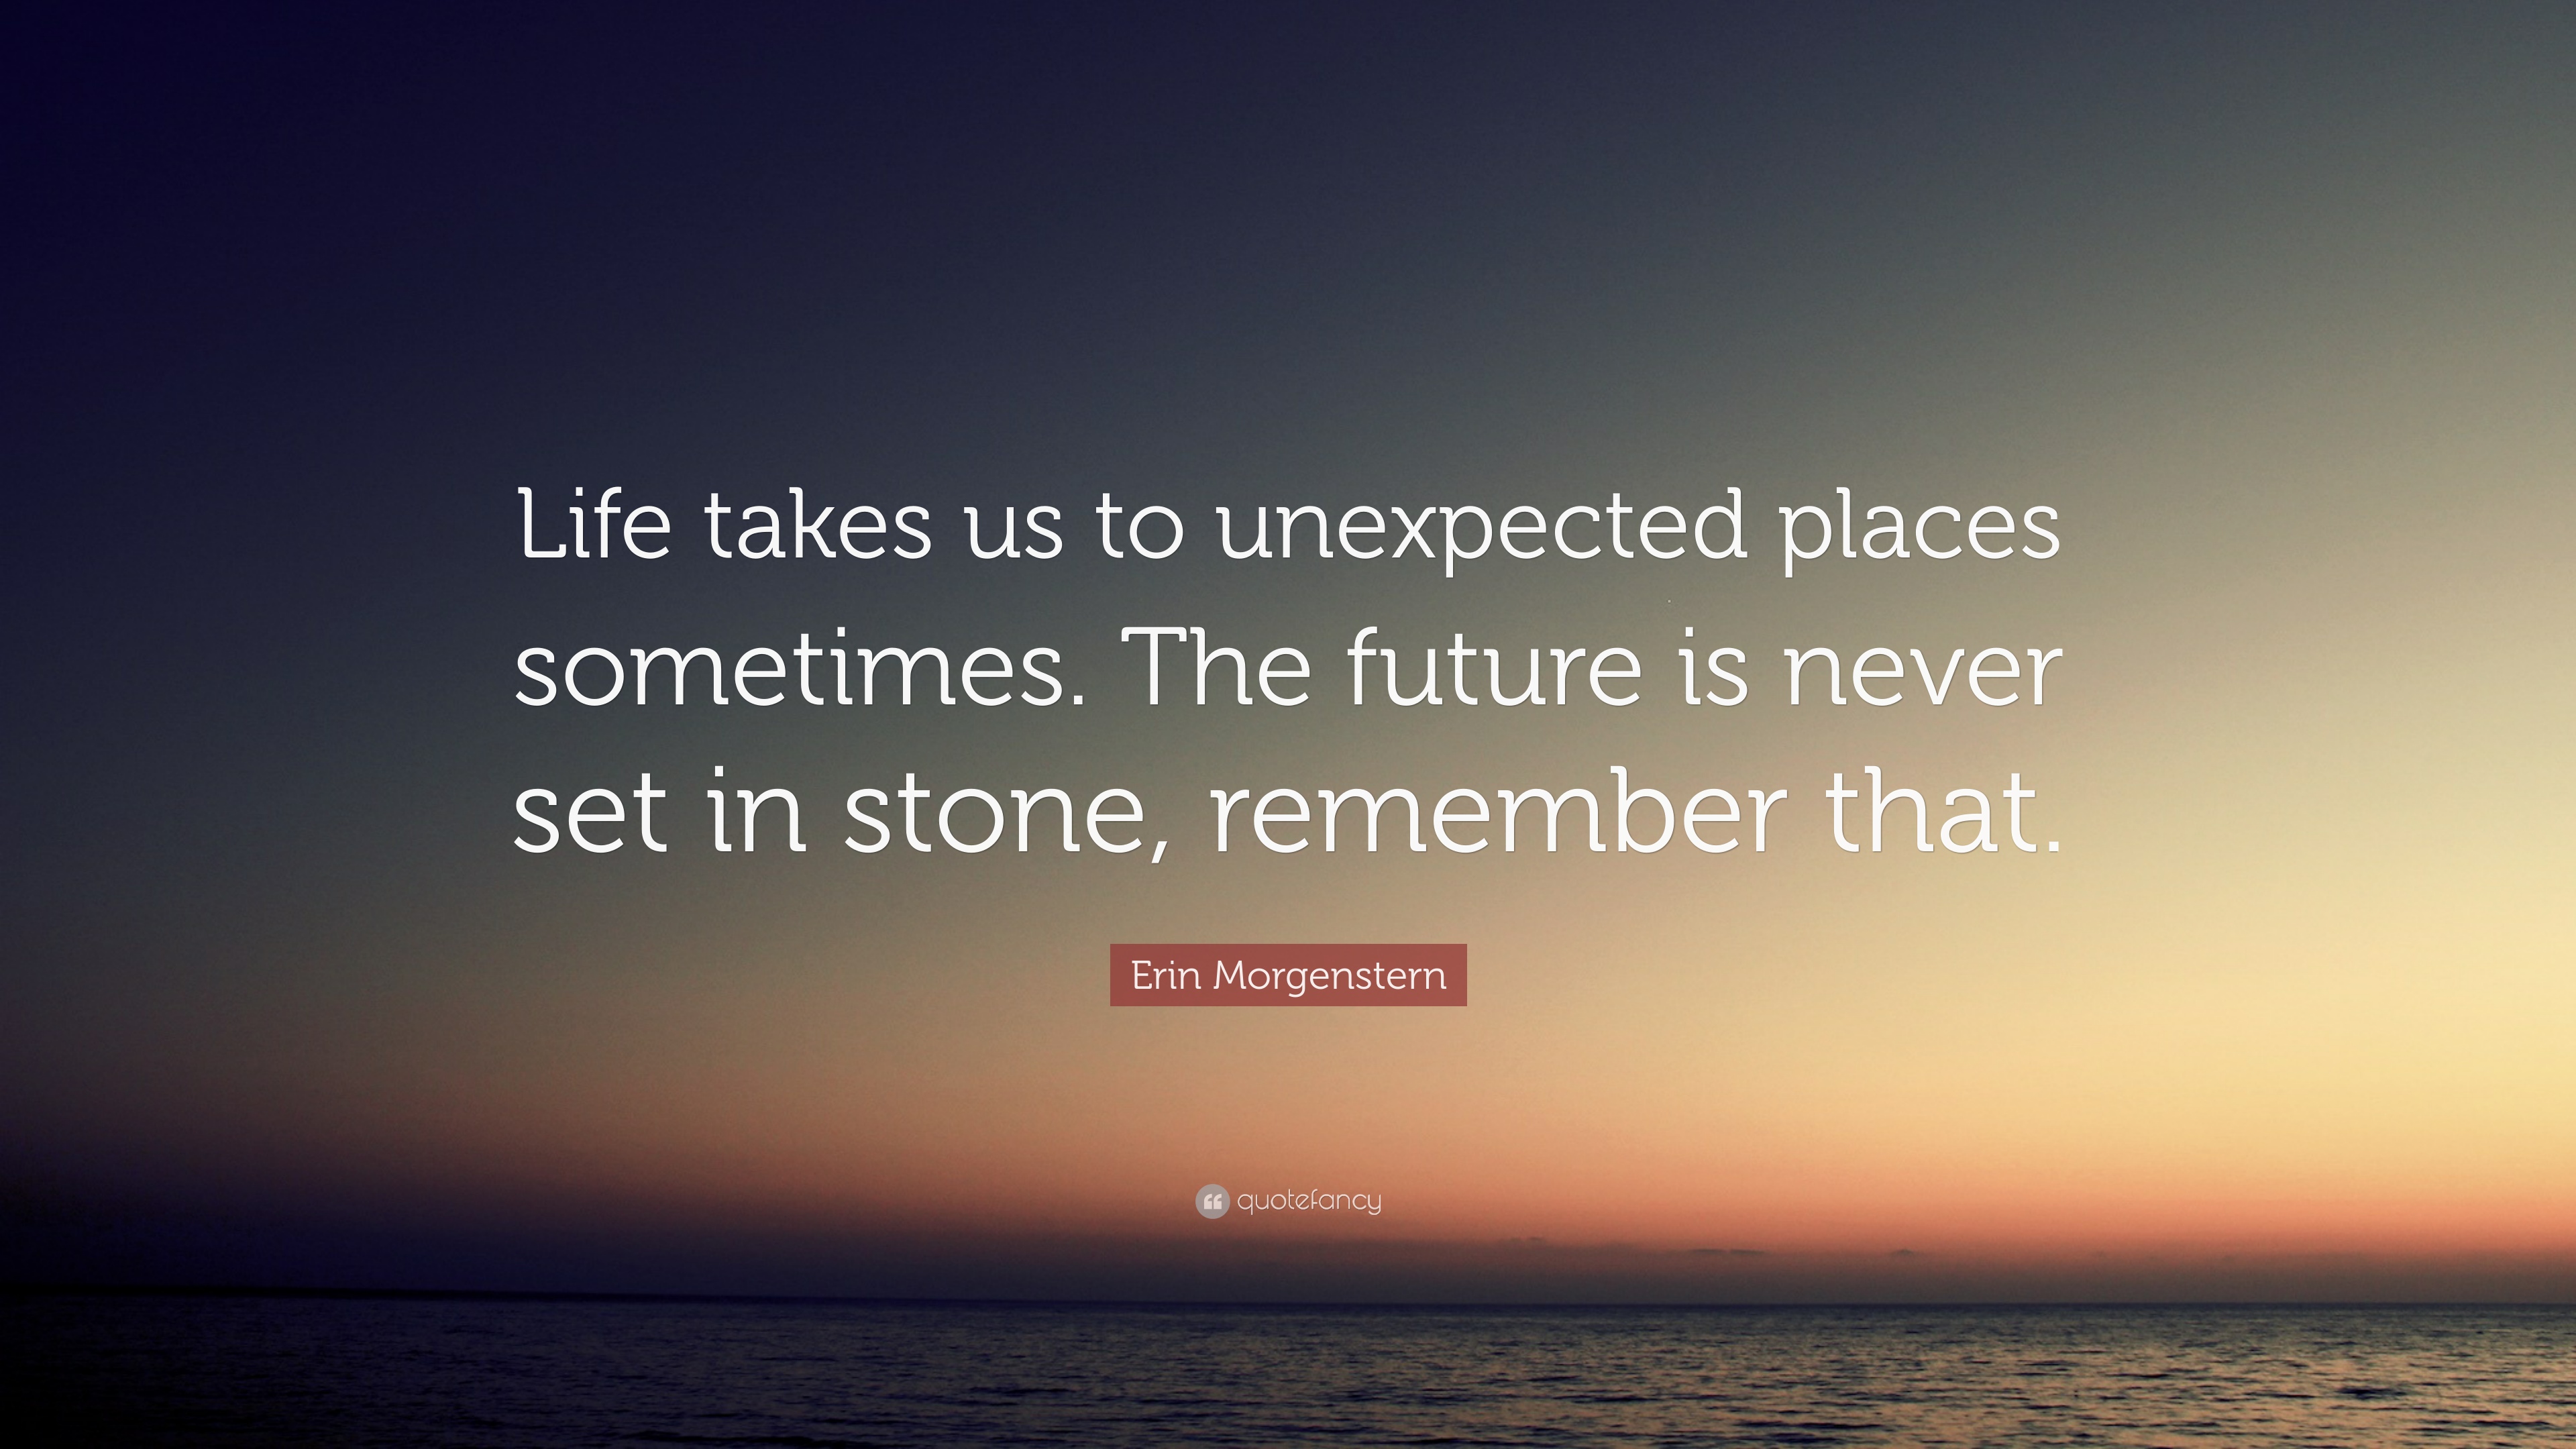 Life takes us to unexpected places
sometimes. The future is never
set in stone, remember that.
Erin Morgenstern
quotefancy